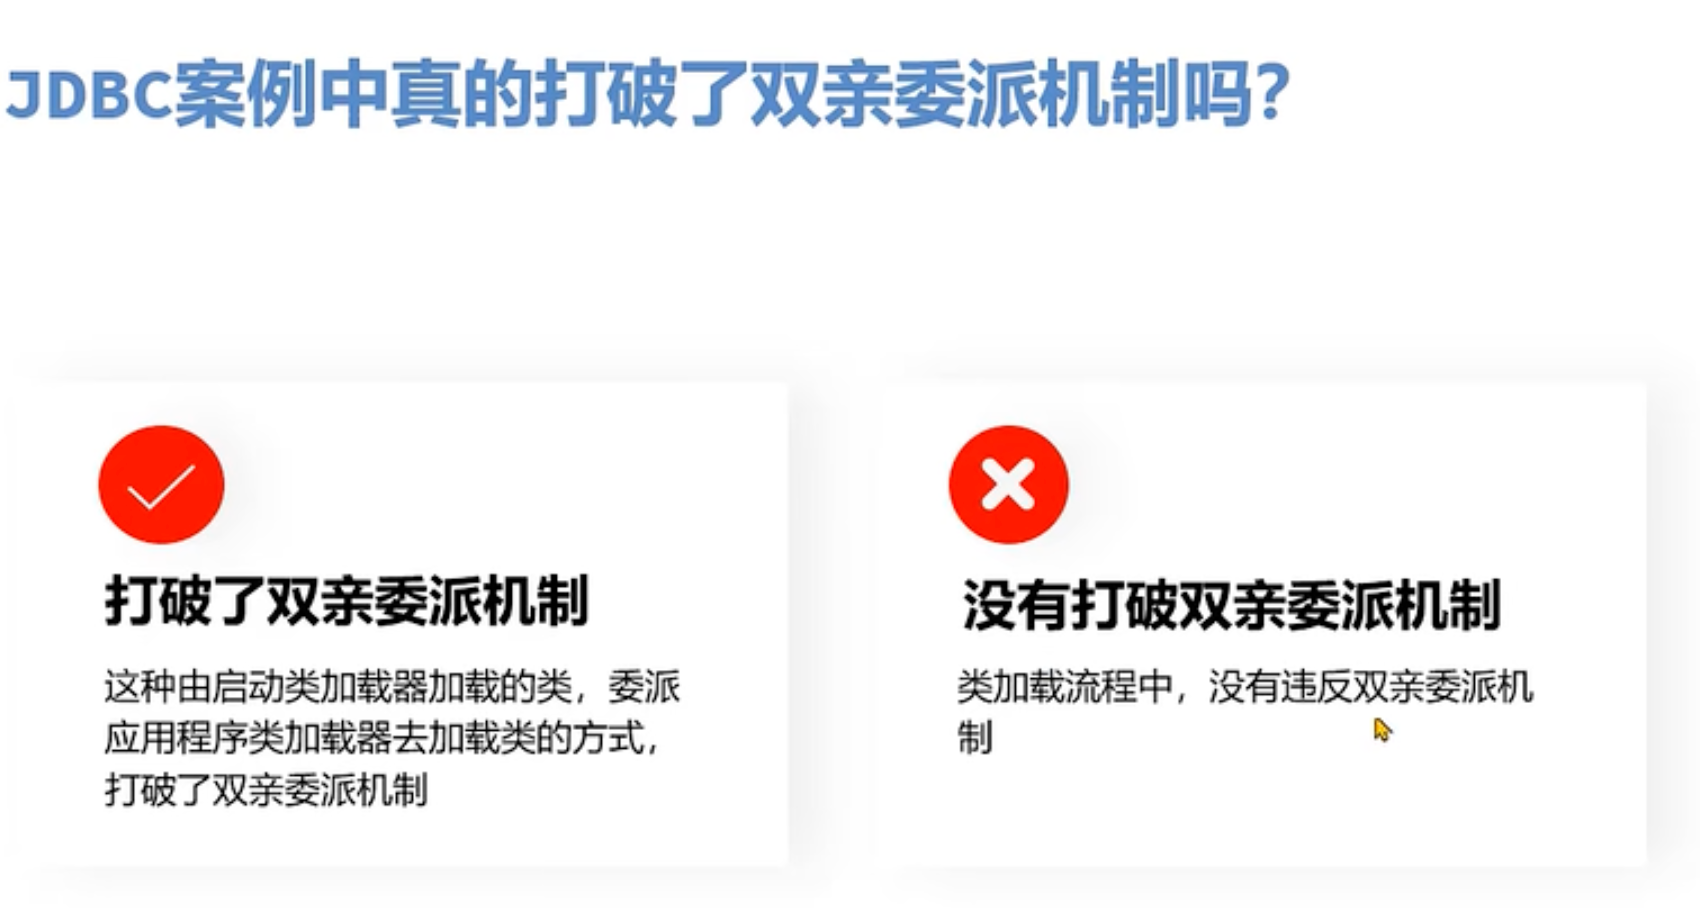 JDBC案例中真的打破了双亲委派机制吗？
打破了双亲委派机制
这种由启动类加载器加载的类，委派
应用程序类加载器去加载类的方式，
打破了双亲委派机制
没有打破双亲委派机制
类加载流程中，没有违反双亲委派机
制